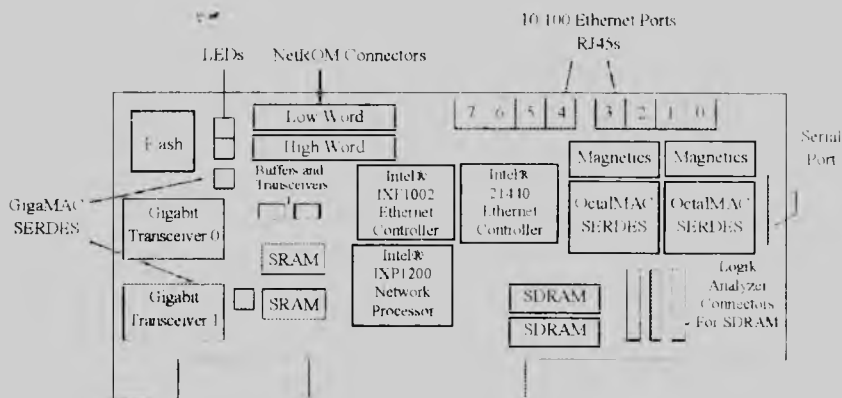 10 100 Ethernet Ports
RJ45s
LEDs
NetROM Connectors
7 6 5 4 3 2 1 0
Low Word
High Word
Flash
Serial
Port
Magnetics
Magnetics
Buffers and
Transceivers
Intel®
IXF1002
Ethernet
Controller
Intel®
21440
Ethernet
Controller
OctalMAC
SERDES
OctalMAC
SERDES
GigaMAC
SERDES
Gigabit
Transceiver 0
SRAM
Intel®
IXP1200
Network
Processor
Gigabit
Transceiver 1
SRAM
SDRAM
SDRAM
Logik
Analyzer
Connectors
For SDRAM